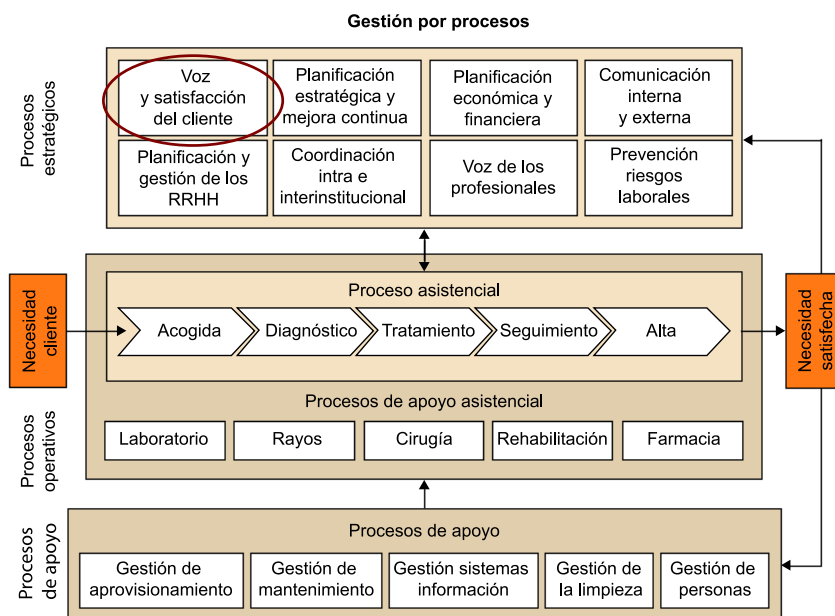 Gestión por procesos
Procesos
estratégicos
Voz
y satisfacción
del cliente
Planificación
estratégica y
mejora continua
Planificación
económica y
financiera
Comunicación
interna
y externa
Planificación y
gestión de los
RRHH
Coordinación
intra e
interinstitucional
Voz de los
profesionales
Prevención
riesgos
laborales
Necesidad
cliente
Proceso asistencial
Acogida
Diagnóstico
Tratamiento
Seguimiento
Alta
Necesidad
satisfecha
Procesos
operativos
Procesos de apoyo asistencial
Laboratorio
Rayos
Cirugía
Rehabilitación
Farmacia
Procesos
de apoyo
Procesos de apoyo
Gestión de
aprovisionamiento
Gestión de
mantenimiento
Gestión sistemas
información
Gestión de
la limpieza
Gestión de
personas